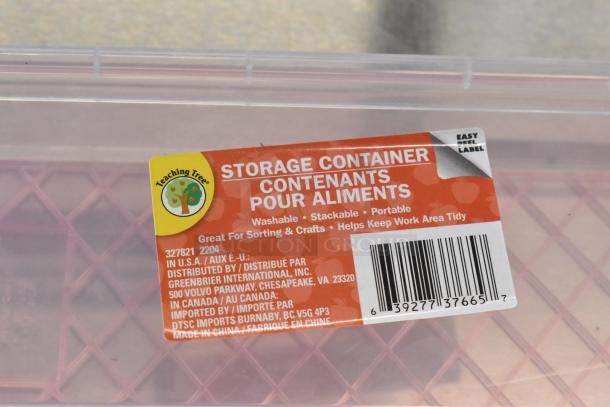 Teaching Tree®
STORAGE CONTAINER
CONTENANTS
POUR ALIMENTS
EASY
PEEL
LABEL
Washable • Stackable • Portable
Great For Sorting & Crafts • Helps Keep Work Area Tidy
327821 2204
IN U.S.A. / AUX É.-U.:
DISTRIBUTED BY / DISTRIBUÉ PAR
GREENBRIER INTERNATIONAL, INC.
500 VOLVO PARKWAY, CHESAPEAKE, VA 23320
IN CANADA / AU CANADA:
IMPORTED BY / IMPORTÉ PAR
DTSC IMPORTS BURNABY, BC V5G 4P3
MADE IN CHINA / FABRIQUÉ EN CHINE
6 39277 37665 7